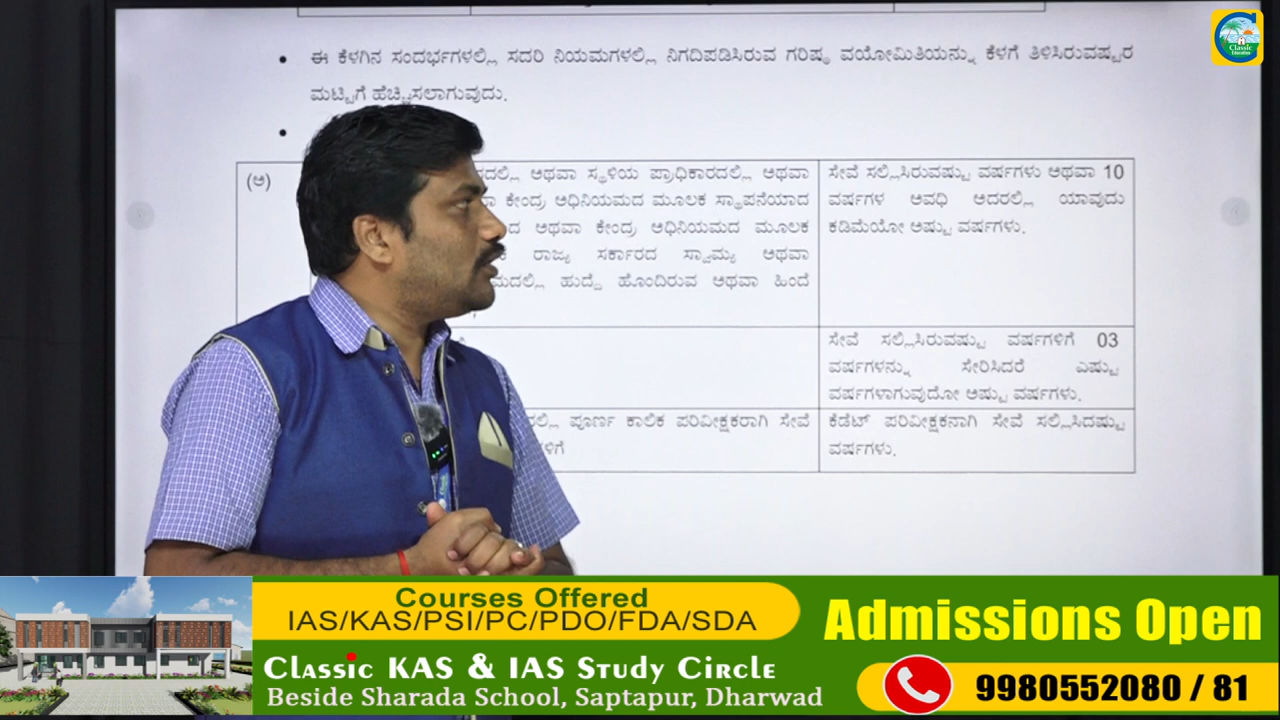 Classic
Education
ಈ ಕೆಳಗಿನ ಸಂದರ್ಭಗಳಲ್ಲಿ ಸದರಿ ನಿಯಮಗಳಲ್ಲಿ ನಿಗದಿಪಡಿಸಿರುವ ಗರಿಷ್ಠ ವಯೋಮಿತಿಯನ್ನು ಕೆಳಗೆ ತಿಳಿಸಿರುವಷ್ಟರ
ಮಟ್ಟಿಗೆ ಹೆಚ್ಚಿಸಲಾಗುವುದು.
(ಅ)
ಅಥವಾ ಸ್ಥಳೀಯ ಪ್ರಾಧಿಕಾರದಲ್ಲಿ ಅಥವಾ
ಕೇಂದ್ರ ಅಧಿನಿಯಮದ ಮೂಲಕ ಸ್ಥಾಪನೆಯಾದ
ಅಥವಾ ಕೇಂದ್ರ ಅಧಿನಿಯಮದ ಮೂಲಕ
ರಾಜ್ಯ ಸರ್ಕಾರದ ಸ್ವಾಮ್ಯ ಅಥವಾ
ಹುದ್ದೆ ಹೊಂದಿರುವ ಅಥವಾ ಹಿಂದೆ
ಸೇವೆ ಸಲ್ಲಿಸಿರುವಷ್ಟು ವರ್ಷಗಳು ಅಥವಾ 10
ವರ್ಷಗಳ ಅವಧಿ ಅದರಲ್ಲಿ ಯಾವುದು
ಕಡಿಮೆಯೋ ಅಷ್ಟು ವರ್ಷಗಳು.
ಸೇವೆ ಸಲ್ಲಿಸಿರುವಷ್ಟು ವರ್ಷಗಳಿಗೆ 03
ವರ್ಷಗಳನ್ನು ಸೇರಿಸಿದರೆ ಎಷ್ಟು
ವರ್ಷಗಳಾಗುವುದೋ ಅಷ್ಟು ವರ್ಷಗಳು.
ಪೂರ್ಣ ಕಾಲಿಕ ಪರಿವೀಕ್ಷಕರಾಗಿ ಸೇವೆ
ಕೆಡೆಟ್ ಪರಿವೀಕ್ಷಕನಾಗಿ ಸೇವೆ ಸಲ್ಲಿಸಿದಷ್ಟು
ವರ್ಷಗಳು.
Courses Offered
IAS/KAS/PSI/PC/PDO/FDA/SDA
Classic KAS & IAS Study Circle
Beside Sharada School, Saptapur, Dharwad
Admissions Open
9980552080 / 81